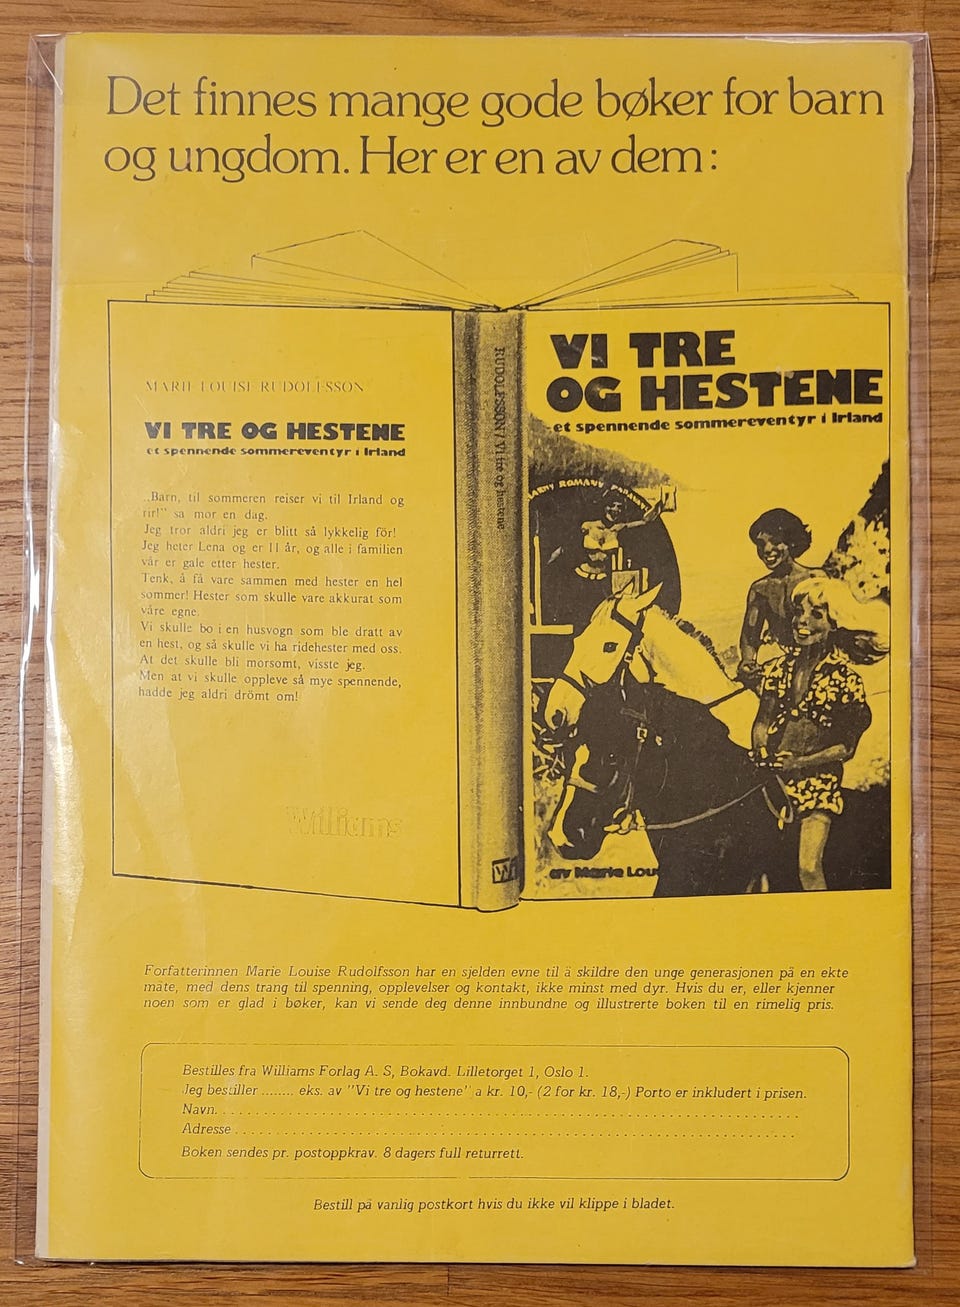 Det finnes mange gode bøker for barn
og ungdom. Her er en av dem:
MARIE LOUISE RUDOLFSSON
VI TRE OG HESTENE
et spennende sommereventyr i Irland
„Barn, til sommeren reiser vi til Irland og
rir!" sa mor en dag.
Jeg tror aldri jeg er blitt så lykkelig för!
Jeg heter Lena og er 11 år, og alle i familien
vår er gale etter hester.
Tenk, å få vare sammen med hester en hel
sommer! Hester som skulle vare akkurat som
våre egne.
Vi skulle bo i en husvogn som ble dratt av
en hest, og så skulle vi ha ridehester med oss.
At det skulle bli morsomt, visste jeg.
Men at vi skulle oppleve så mye spennende,
hadde jeg aldri drömt om!
Williams
RUDOLFSSON / Vi tre og hestene
W
VI TRE
OG HESTENE
et spennende sommereventyr i Irland
ROMANY
av Marie Lou
Forfatterinnen Marie Louise Rudolfsson har en sjelden evne til å skildre den unge generasjonen på en ekte
måte, med dens trang til spenning, opplevelser og kontakt, ikke minst med dyr. Hvis du er, eller kjenner
noen som er glad i bøker, kan vi sende deg denne innbundne og illustrerte boken til en rimelig pris.
Bestilles fra Williams Forlag A. S, Bokavd. Lilletorget 1, Oslo 1.
Jeg bestiller ........ eks. av "Vi tre og hestene" a kr. 10,- (2 for kr. 18,-) Porto er inkludert i prisen.
Navn. . . . . . . . . . . . . . . . . . . . . . . . . . . . . . . . . . . . . . . .
Adresse . . . . . . . . . . . . . . . . . . . . . . . . . . . . . . . . . . . . . .
Boken sendes pr. postoppkrav. 8 dagers full returrett.
Bestill på vanlig postkort hvis du ikke vil klippe i bladet.